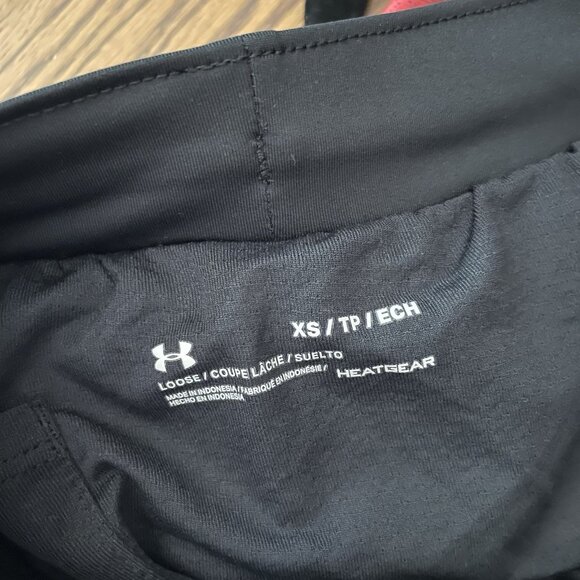 XS / TP / ECH
LOOSE / COUPE LÂCHE / SUELTO
HEATGEAR
MADE IN INDONESIA / FABRIQUÉ EN INDONÉSIE /
HECHO EN INDONESIA